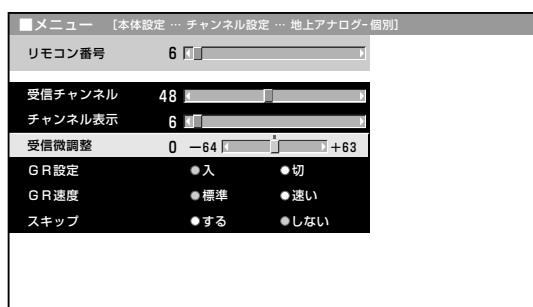 ■メニュー [本体設定 … チャンネル設定 … 地上アナログ-個別]
リモコン番号 6
受信チャンネル 48
チャンネル表示 6
受信微調整 0 －64 ＋63
ＧＲ設定 ●入 ●切
ＧＲ速度 ●標準 ●速い
スキップ ●する ●しない